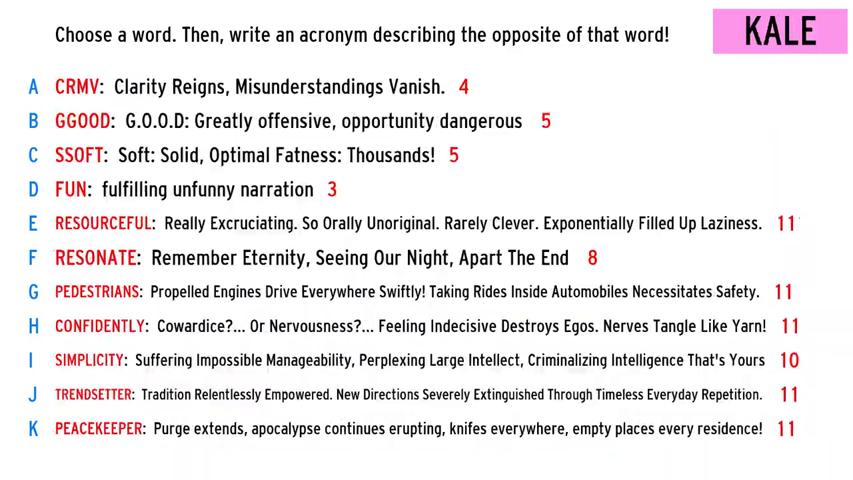 Choose a word. Then, write an acronym describing the opposite of that word!
KALE
A CRMV: Clarity Reigns, Misunderstandings Vanish. 4
B GGOOD: G.O.O.D: Greatly offensive, opportunity dangerous 5
C SSOFT: Soft: Solid, Optimal Fatness: Thousands! 5
D FUN: fulfilling unfunny narration 3
E RESOURCEFUL: Really Excruciating. So Orally Unoriginal. Rarely Clever. Exponentially Filled Up Laziness. 11
F RESONATE: Remember Eternity, Seeing Our Night, Apart The End 8
G PEDESTRIANS: Propelled Engines Drive Everywhere Swiftly! Taking Rides Inside Automobiles Necessitates Safety. 11
H CONFIDENTLY: Cowardice?... Or Nervousness?... Feeling Indecisive Destroys Egos. Nerves Tangle Like Yarn! 11
I SIMPLICITY: Suffering Impossible Manageability, Perplexing Large Intellect, Criminalizing Intelligence That's Yours 10
J TRENDSETTER: Tradition Relentlessly Empowered. New Directions Severely Extinguished Through Timeless Everyday Repetition. 11
K PEACEKEEPER: Purge extends, apocalypse continues erupting, knifes everywhere, empty places every residence! 11